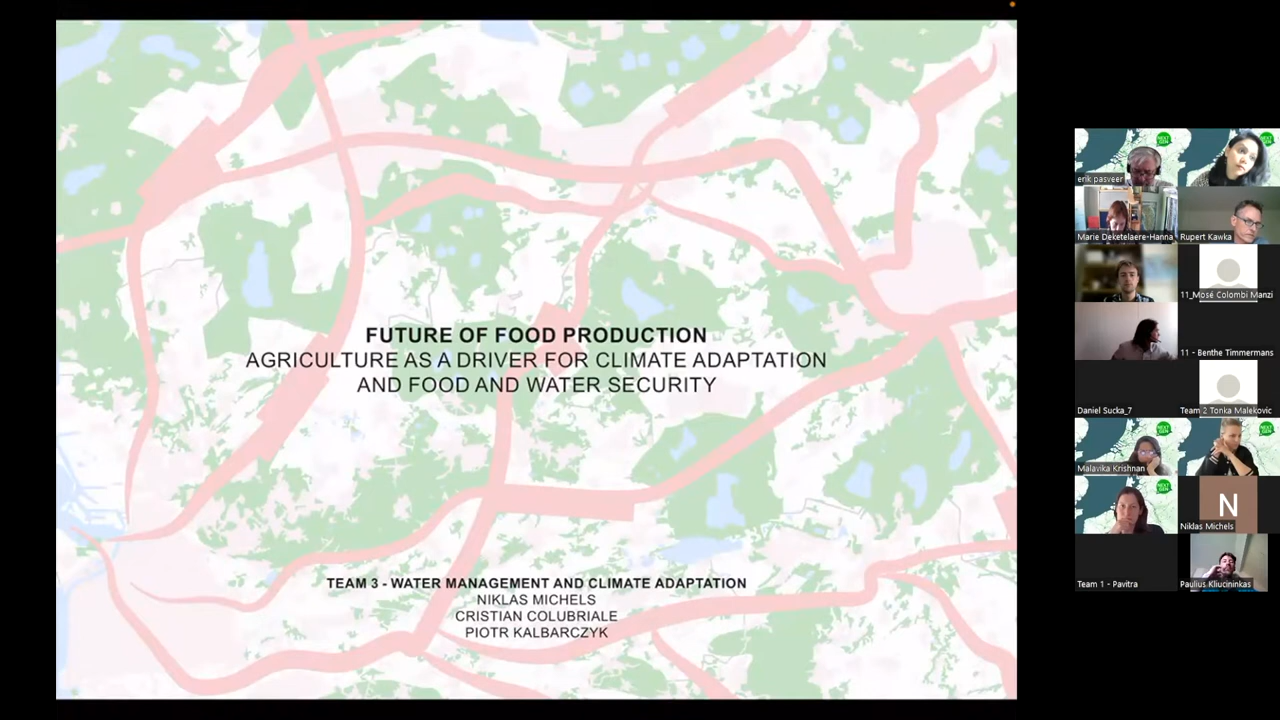 FUTURE OF FOOD PRODUCTION
AGRICULTURE AS A DRIVER FOR CLIMATE ADAPTATION
AND FOOD AND WATER SECURITY
TEAM 3 - WATER MANAGEMENT AND CLIMATE ADAPTATION
NIKLAS MICHELS
CRISTIAN COLUBRIALE
PIOTR KALBARCZYK
erik pasveer
Marie Deketelaere-Hanna
Rupert Kawka
11_Mosè Colombi Manzi
11 - Benthe Timmermans
Daniel Sucka_7
Team 2 Tonka Malekovic
Malavika Krishnan
N
Niklas Michels
Team 1 - Pavitra
Paulius Kliucininkas